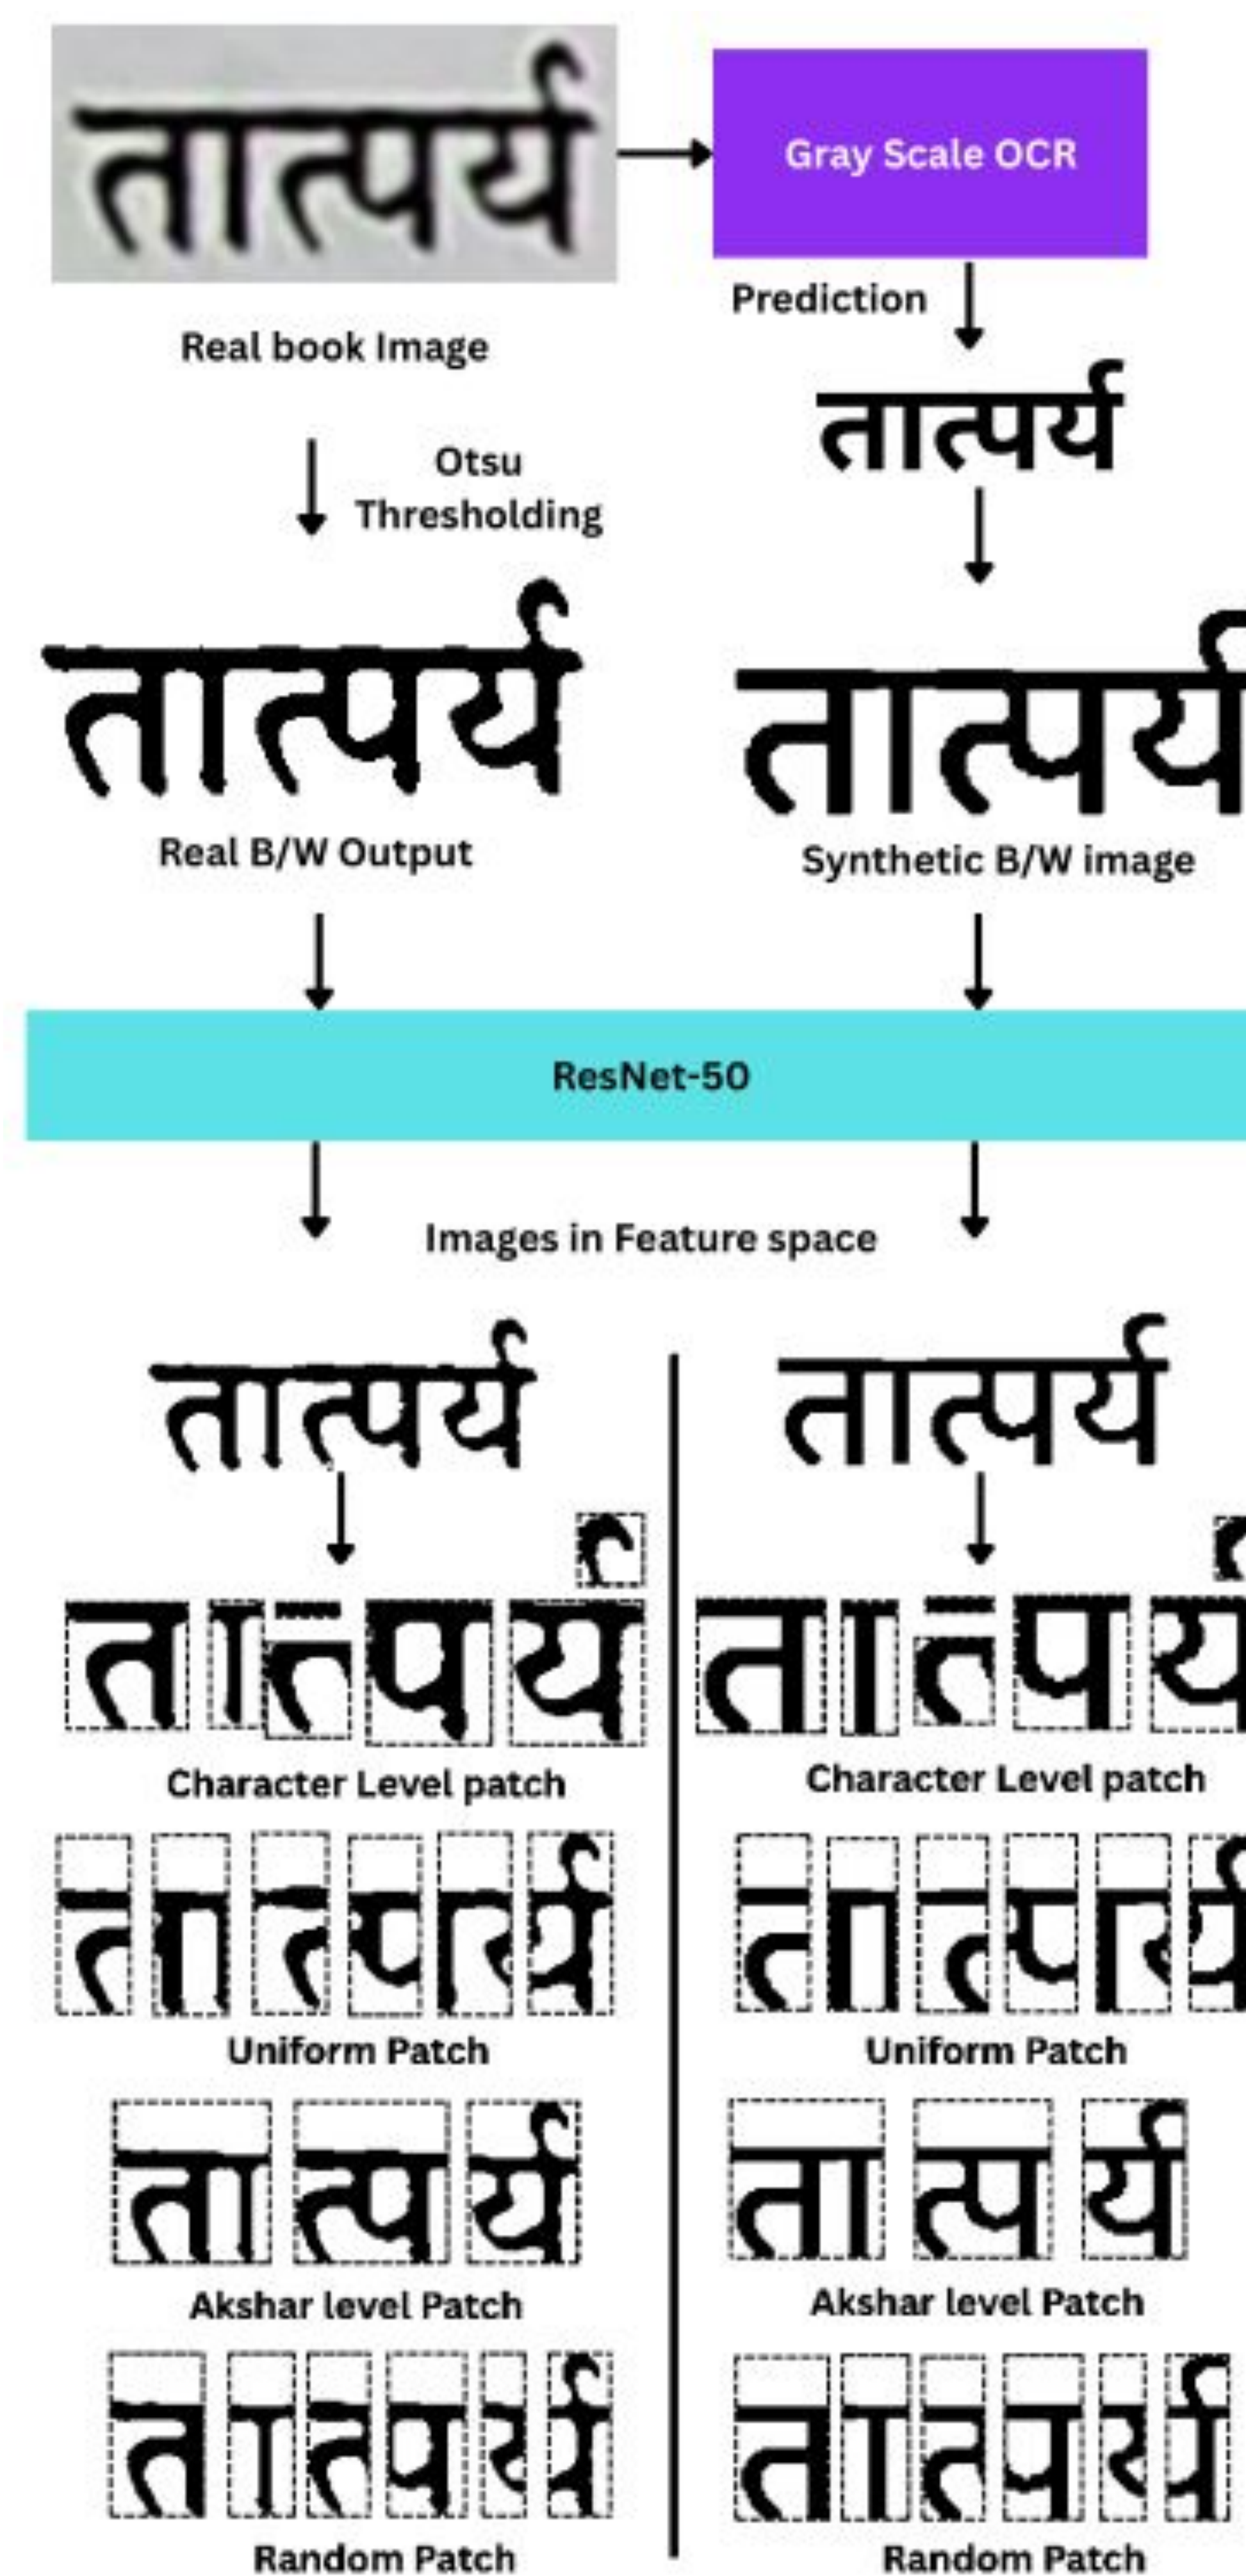 तात्पर्य
Gray Scale OCR
Real book Image
Prediction
तात्पर्य
Otsu
Thresholding
तात्पर्य
तात्पर्य
Real B/W Output
Synthetic B/W image
ResNet-50
Images in Feature space
तात्पर्य
तात्पर्य
Character Level patch
Character Level patch
Uniform Patch
Uniform Patch
ता त्प र्य
ता त्प र्य
Akshar level Patch
Akshar level Patch
Random Patch
Random Patch